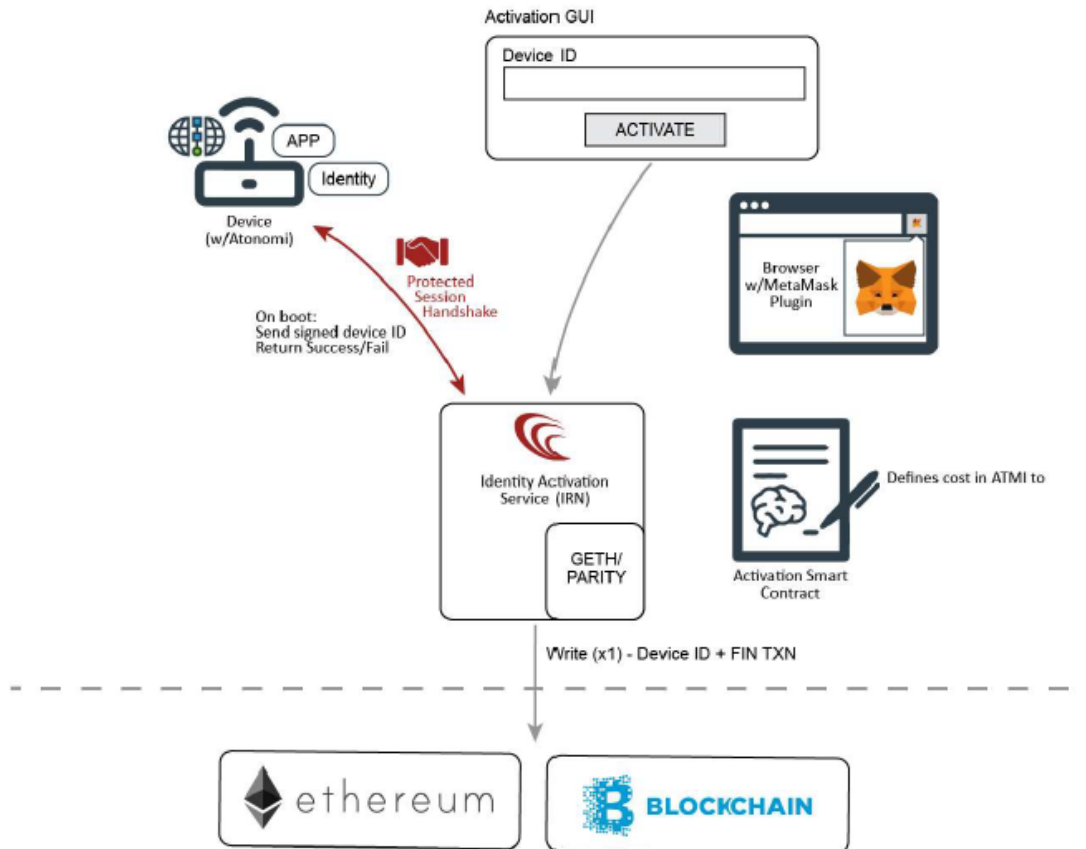 Activation GUI
Device ID
ACTIVATE
APP
Identity
Device
(w/Atonomi)
Protected
Session
Handshake
On boot:
Send signed device ID
Return Success/Fail
Browser
w/MetaMask
Plugin
Identity Activation
Service (IRN)
GETH/
PARITY
Defines cost in ATMI to
Activation Smart
Contract
Write (x1) - Device ID + FIN TXN
ethereum
BLOCKCHAIN